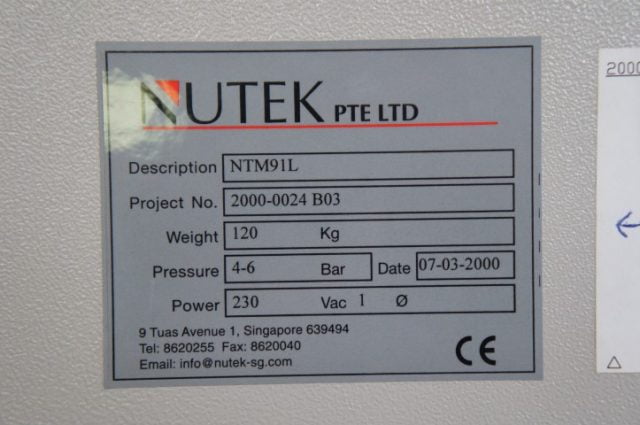 NUTEK PTE LTD
Description NTM91L
Project No. 2000-0024 B03
Weight 120 Kg
Pressure 4-6 Bar Date 07-03-2000
Power 230 Vac 1 Ø
9 Tuas Avenue 1, Singapore 639494
Tel: 8620255 Fax: 8620040
Email: info@nutek-sg.com
CE
2000